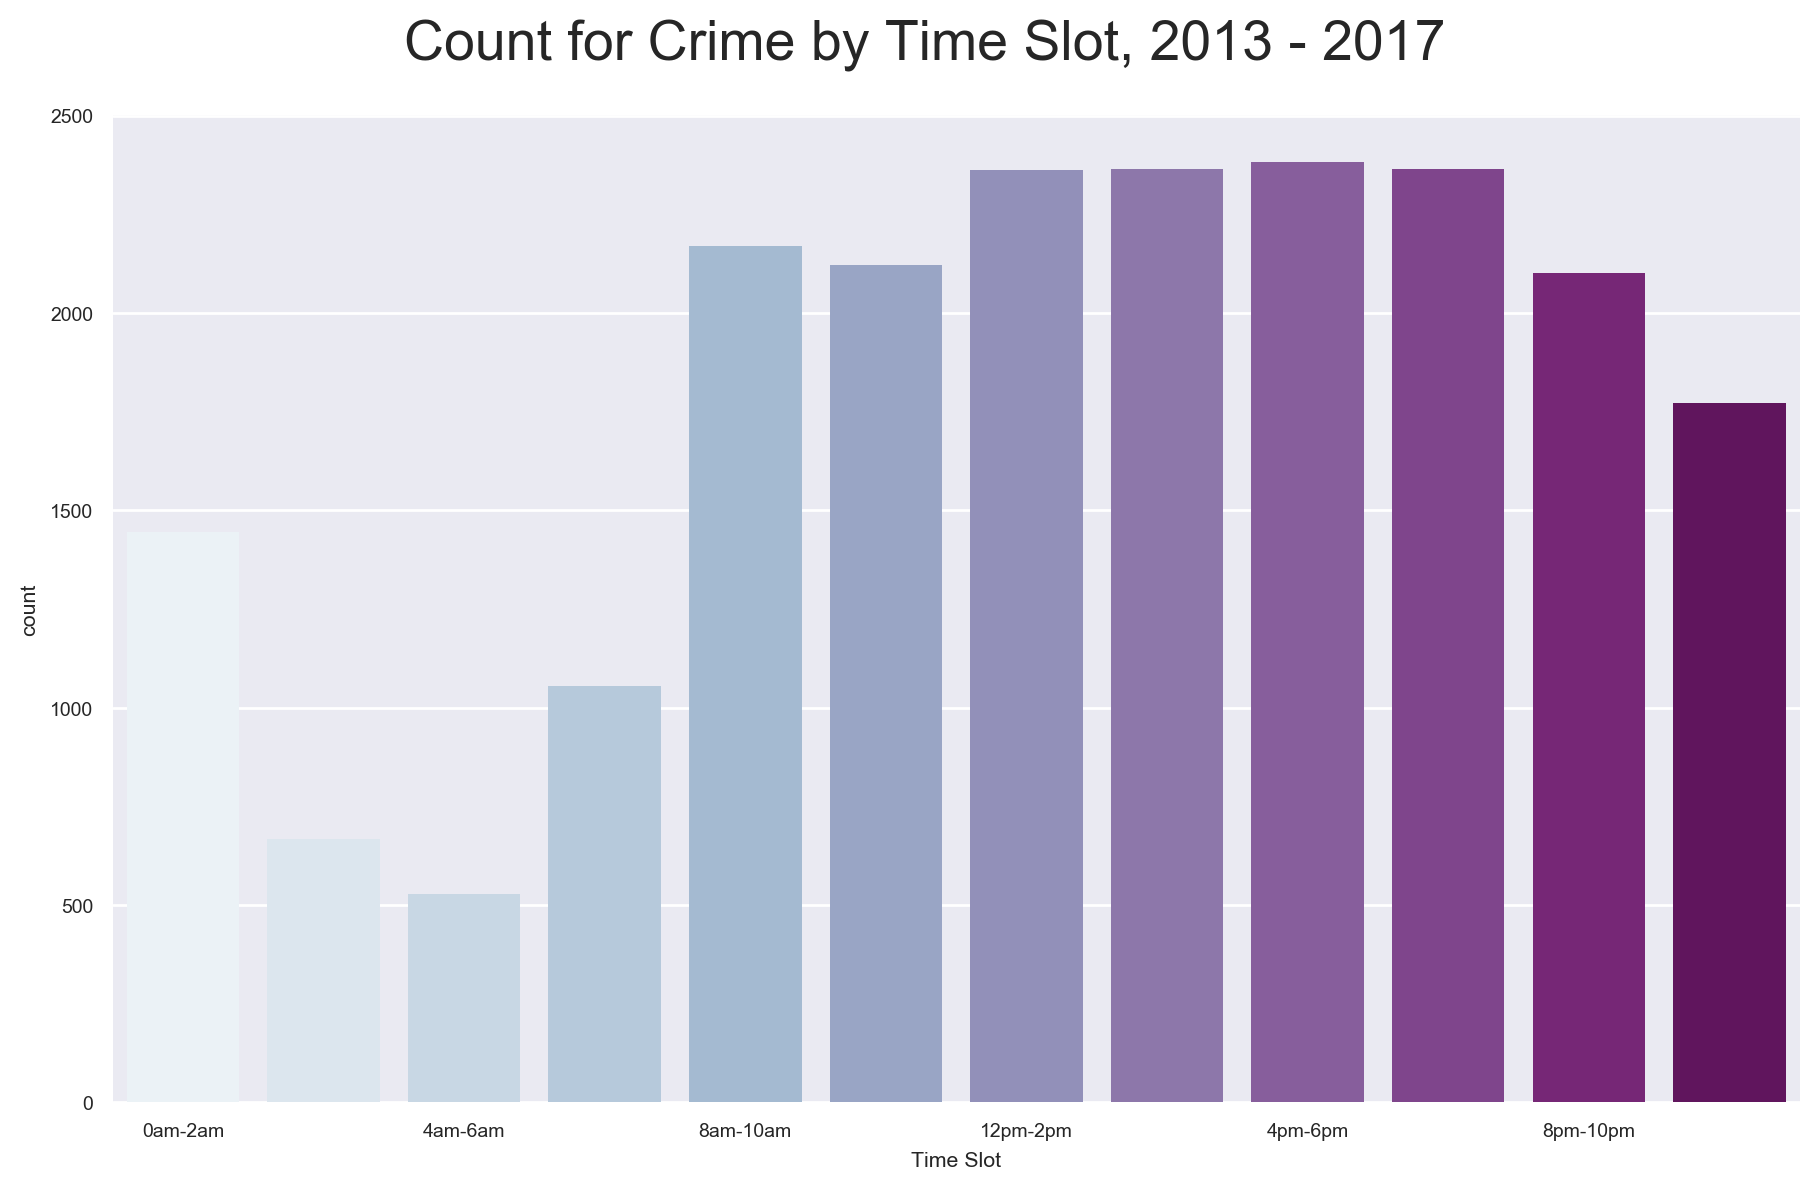 Count for Crime by Time Slot, 2013 - 2017
2500
2000
1500
1000
500
0
count
0am-2am
4am-6am
8am-10am
12pm-2pm
4pm-6pm
8pm-10pm
Time Slot